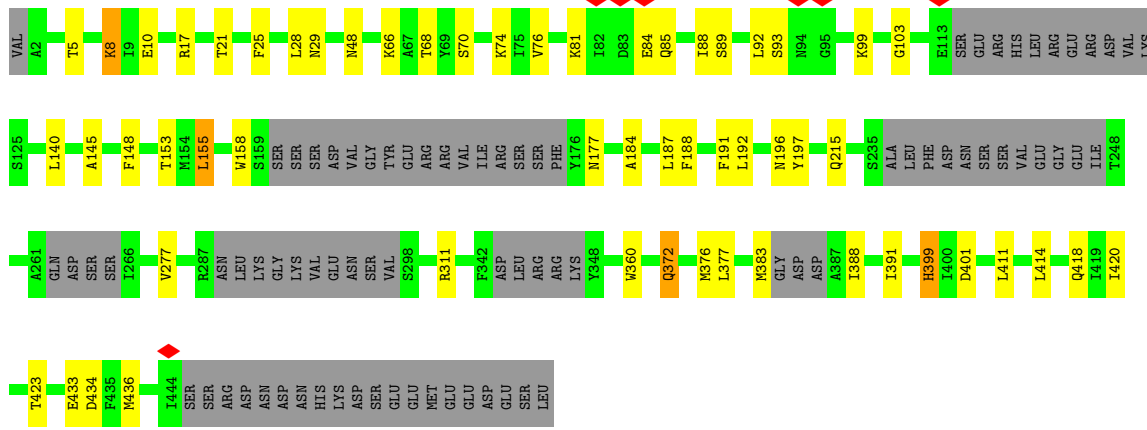 VAL A2 T5 K8 I9 E10 R17 T21 F25 L28 N29 N48 K66 A67 T68 Y69 S70 K74 I75 V76 K81 I82 D83 E84 Q85 I88 S89 L92 S93 N94 G95 K99 G103 E113 SER GLU ARG HIS LEU ARG GLU ARG ASP VAL LYS
S125 L140 A145 F148 T153 M154 L155 W158 S159 SER SER SER ASP VAL GLY TYR GLU ARG ARG VAL ILE ARG SER SER PHE Y176 N177 A184 L187 F188 F191 L192 N196 Y197 Q215 S235 ALA LEU PHE ASP ASN SER SER VAL GLU GLY GLU ILE T248
A261 GLN ASP SER SER I266 V277 R287 ASN LEU LYS GLY LYS VAL GLU ASN SER VAL S298 R311 F342 ASP LEU ARG ARG LYS Y348 W360 Q372 M376 L377 M383 GLY ASP ASP A387 I388 I391 R399 I400 D401 L411 L414 Q418 I419 I420
T423 E433 D434 F435 M436 I444 SER SER ARG ASP ASN ASP ASN HIS LYS ASP SER GLU GLU MET GLU GLU ASP GLU SER LEU